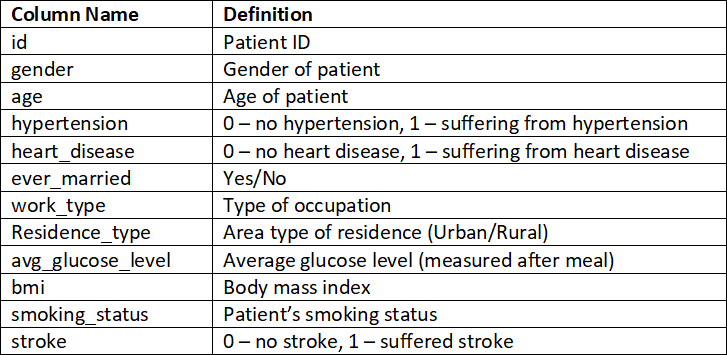 Column Name Definition
id Patient ID
gender Gender of patient
age Age of patient
hypertension 0 – no hypertension, 1 – suffering from hypertension
heart_disease 0 – no heart disease, 1 – suffering from heart disease
ever_married Yes/No
work_type Type of occupation
Residence_type Area type of residence (Urban/Rural)
avg_glucose_level Average glucose level (measured after meal)
bmi Body mass index
smoking_status Patient’s smoking status
stroke 0 – no stroke, 1 – suffered stroke